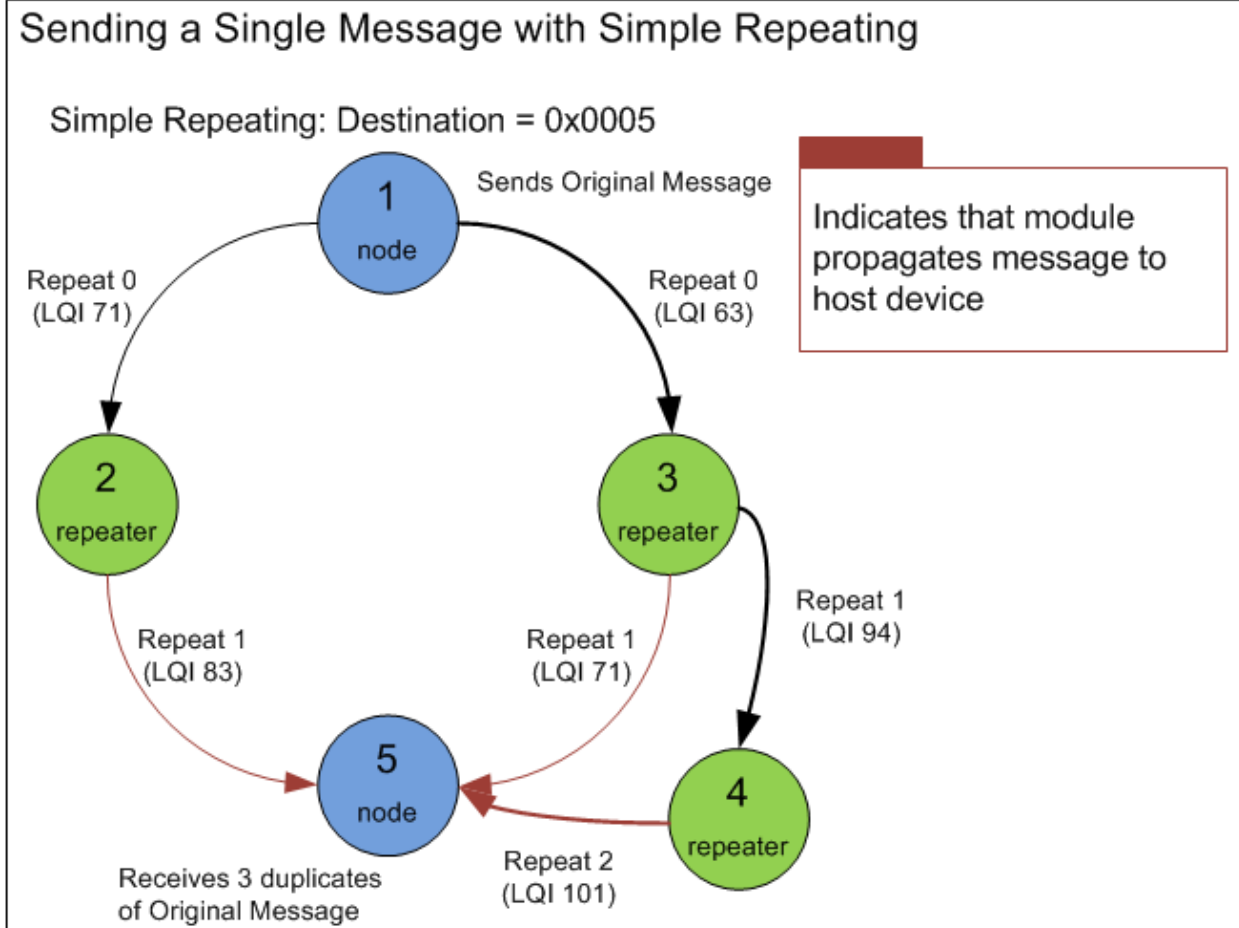 Sending a Single Message with Simple Repeating
Simple Repeating: Destination = 0x0005
1
node
Sends Original Message
Indicates that module
propagates message to
host device
Repeat 0
(LQI 71)
Repeat 0
(LQI 63)
2
repeater
3
repeater
Repeat 1
(LQI 83)
Repeat 1
(LQI 71)
Repeat 1
(LQI 94)
5
node
4
repeater
Repeat 2
(LQI 101)
Receives 3 duplicates
of Original Message